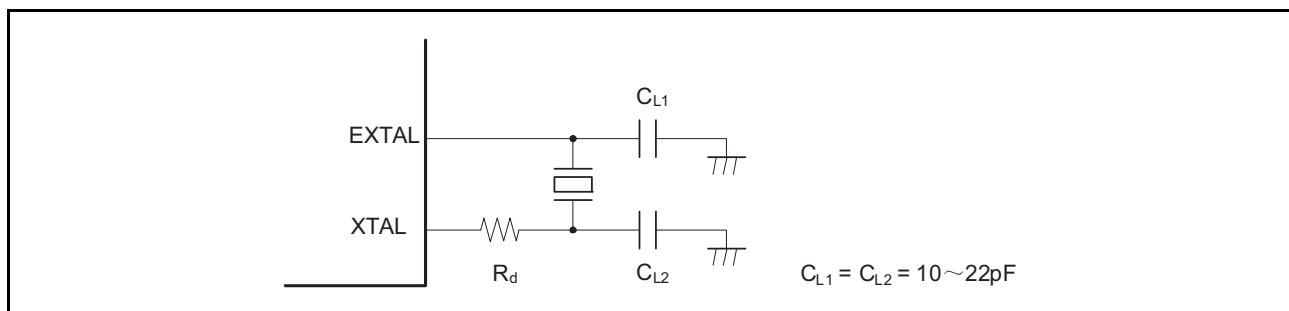 CL1
EXTAL
XTAL
Rd
CL2
CL1 = CL2 = 10～22pF